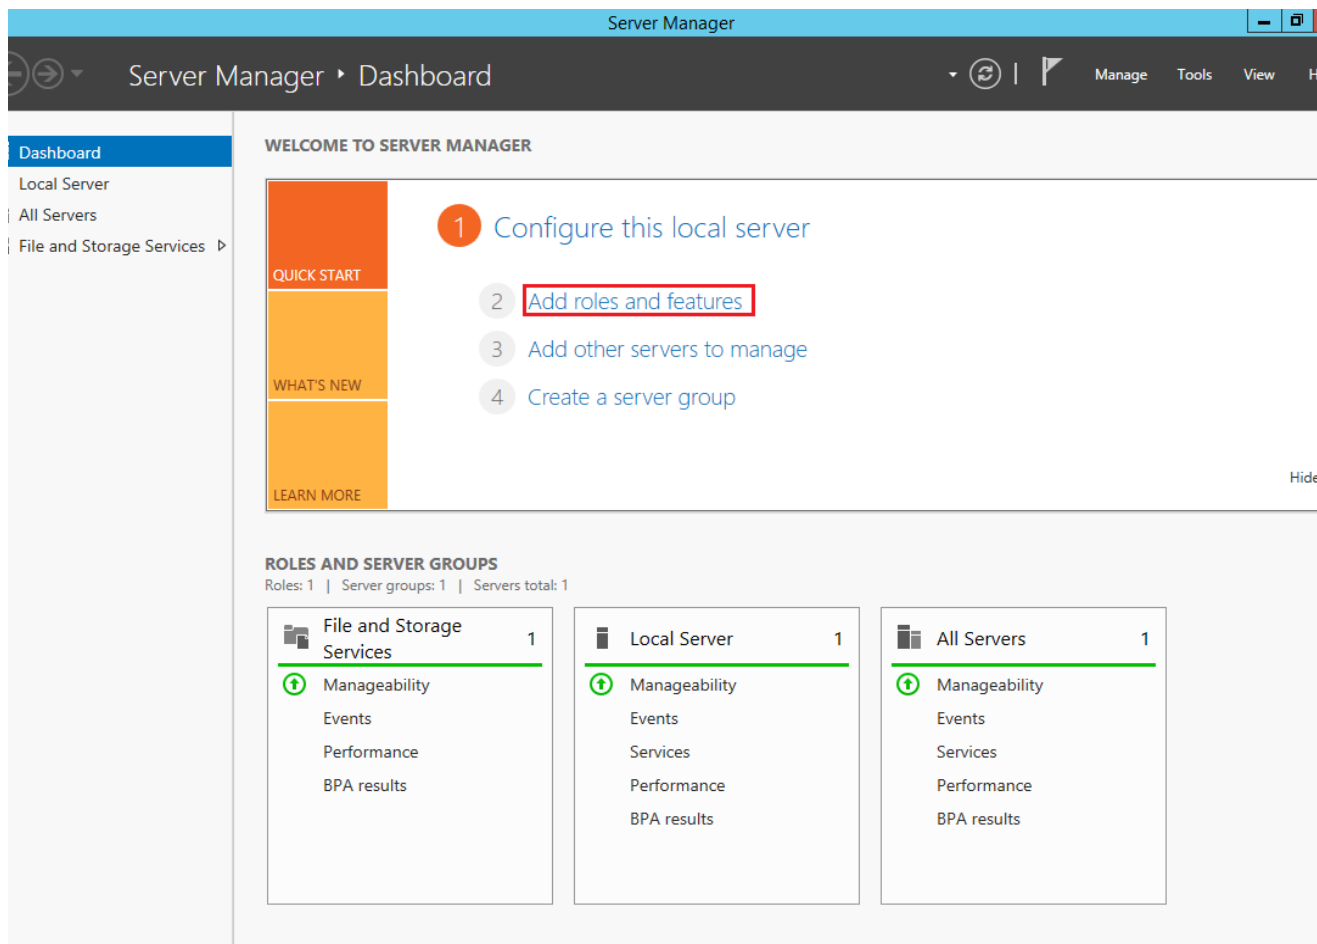 Server Manager
Server Manager ‣ Dashboard
Manage Tools View H
Dashboard
Local Server
All Servers
File and Storage Services
WELCOME TO SERVER MANAGER
QUICK START
WHAT'S NEW
LEARN MORE
1 Configure this local server
2 Add roles and features
3 Add other servers to manage
4 Create a server group
Hide
ROLES AND SERVER GROUPS
Roles: 1 | Server groups: 1 | Servers total: 1
File and Storage
Services
1
Manageability
Events
Performance
BPA results
Local Server 1
Manageability
Events
Services
Performance
BPA results
All Servers 1
Manageability
Events
Services
Performance
BPA results